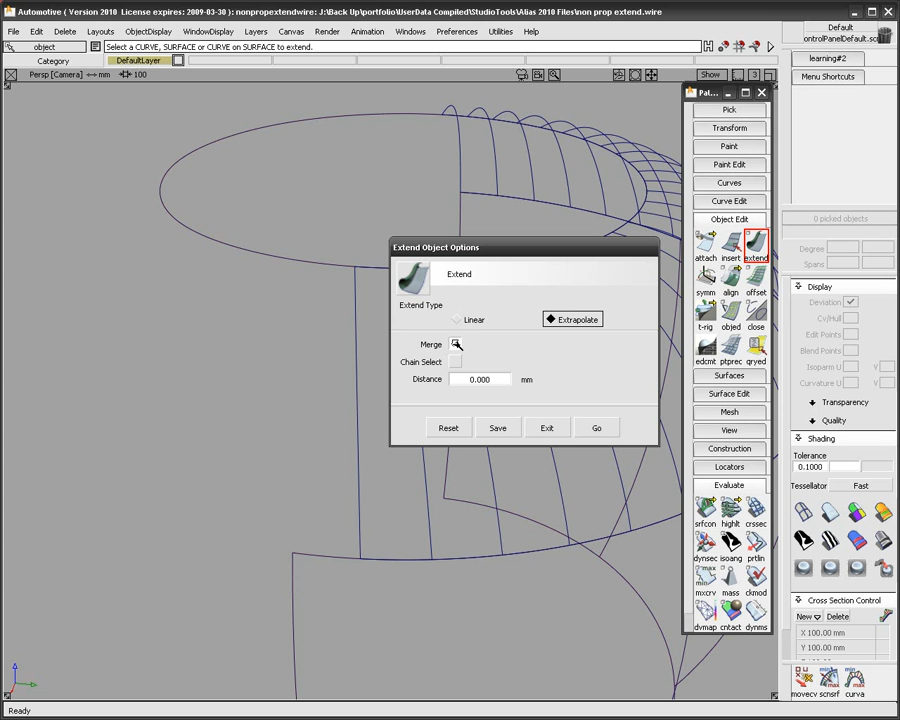 Automotive (Version 2010 License expires: 2009-03-30 ): nonpropextendwire: J:\Back Up\portfolio\UserData Compiled\StudioTools\Alias 2010 Files\non prop extend.wire
File Edit Delete Layouts ObjectDisplay WindowDisplay Layers Canvas Render Animation Windows Preferences Utilities Help
object Select a CURVE, SURFACE or CURVE on SURFACE to extend.
Category DefaultLayer
Persp [Camera] mm 100 Show 3
Default
ontrolPanelDefault.sc
learning#2
Menu Shortcuts
Pal...
Pick
Transform
Paint
Paint Edit
Curves
Curve Edit
Object Edit
attach insert extend
symm align offset
t-rig objed close
edcmt ptprec qryed
Surfaces
Surface Edit
Mesh
View
Construction
Locators
Evaluate
srfcon highlt crssec
dynsec isoang prtlin
max
min
mxcrv mass ckmod
dvmap cntact dynms
Extend Object Options
Extend
Extend Type
Linear Extrapolate
Merge
Chain Select
Distance 0.000 mm
Reset Save Exit Go
0 picked objects
Degree
Spans
Display
Deviation
Cv/Hull
Edit Points
Blend Points
Isoparm U V
Curvature U V
Transparency
Quality
Shading
Tolerance
0.1000
Tessellator Fast
Cross Section Control
New Delete
X 100.00 mm
Y 100.00 mm
movecv scnsrf curva
Ready